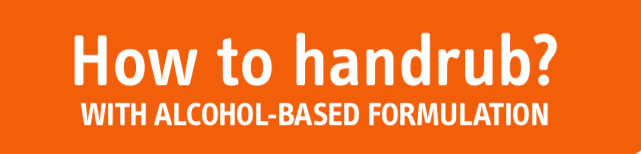 How to handrub?
WITH ALCOHOL-BASED FORMULATION